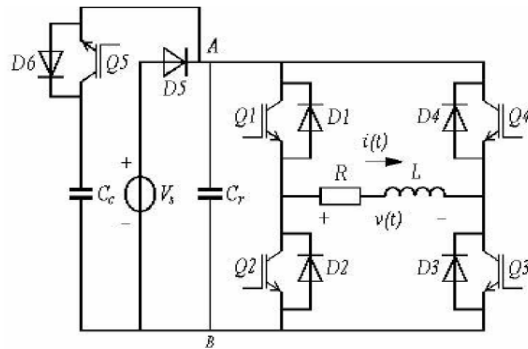 A
D6
Q5
D5
Q1
D1
D4
Q4
i(t)
R
L
+
Cc
Vs
Cr
+
v(t)
−
−
Q2
D2
D3
Q3
B